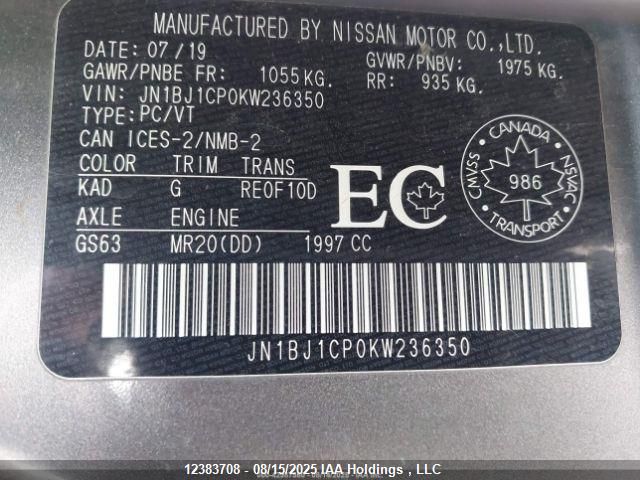 MANUFACTURED BY NISSAN MOTOR CO.,LTD.
DATE: 07/19 GVWR/PNBV: 1975 KG.
GAWR/PNBE FR: 1055 KG. RR: 935 KG.
VIN: JN1BJ1CP0KW236350
TYPE: PC/VT
CAN ICES-2/NMB-2
COLOR TRIM TRANS
KAD G RE0F10D
AXLE ENGINE
GS63 MR20(DD) 1997 CC
EC
CANADA
CMVSS 986 NSVAC
TRANSPORT
JN1BJ1CP0KW236350
12383708 - 08/15/2025 IAA Holdings , LLC